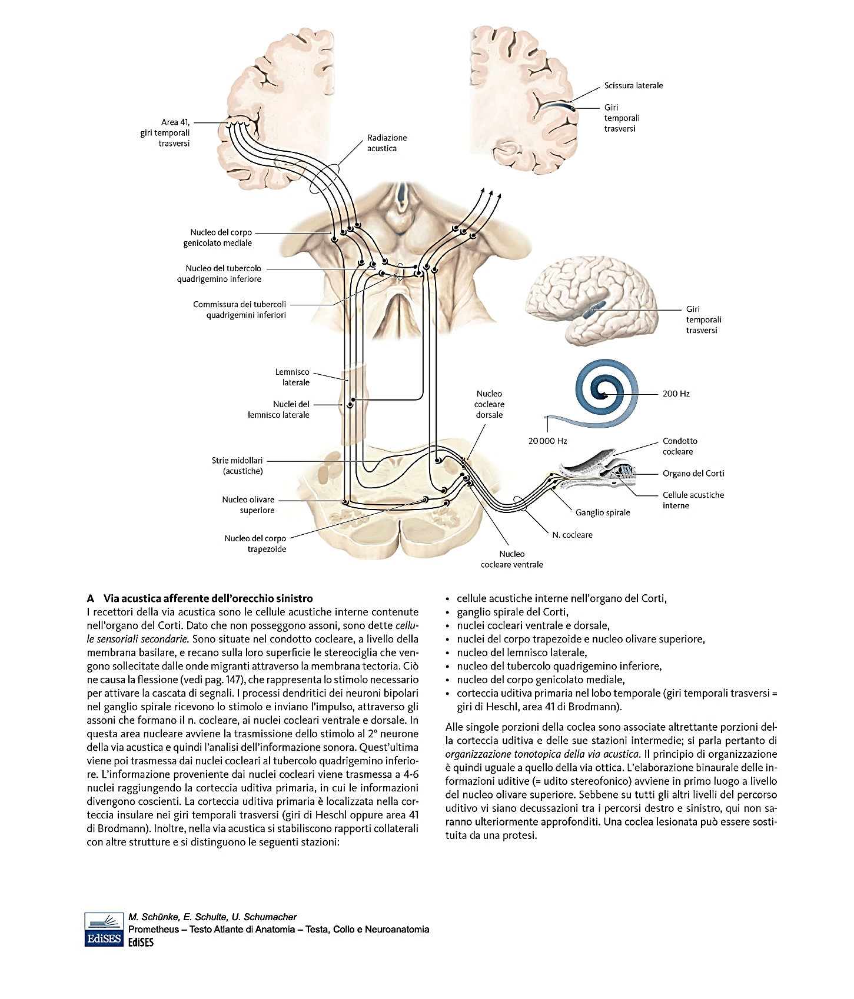 Scissura laterale
Giri
temporali
trasversi
Area 41,
giri temporali
trasversi
Radiazione
acustica
Nucleo del corpo
genicolato mediale
Nucleo del tubercolo
quadrigemino inferiore
Commissura dei tubercoli
quadrigemini inferiori
Giri
temporali
trasversi
Lemnisco
laterale
Nuclei del
lemnisco laterale
Nucleo
cocleare
dorsale
200 Hz
20 000 Hz
Condotto
cocleare
Strie midollari
(acustiche)
Organo del Corti
Cellule acustiche
interne
Nucleo olivare
superiore
Ganglio spirale
N. cocleare
Nucleo del corpo
trapezoide
Nucleo
cocleare ventrale
A Via acustica afferente dell'orecchio sinistro
I recettori della via acustica sono le cellule acustiche interne contenute
nell'organo del Corti. Dato che non posseggono assoni, sono dette cellu-
le sensoriali secondarie. Sono situate nel condotto cocleare, a livello della
membrana basilare, e recano sulla loro superficie le stereociglia che ven-
gono sollecitate dalle onde migranti attraverso la membrana tectoria. Ciò
ne causa la flessione (vedi pag. 147), che rappresenta lo stimolo necessario
per attivare la cascata di segnali. I processi dendritici dei neuroni bipolari
nel ganglio spirale ricevono lo stimolo e inviano l'impulso, attraverso gli
assoni che formano il n. cocleare, ai nuclei cocleari ventrale e dorsale. In
questa area nucleare avviene la trasmissione dello stimolo al 2° neurone
della via acustica e quindi l'analisi dell'informazione sonora. Quest'ultima
viene poi trasmessa dai nuclei cocleari al tubercolo quadrigemino inferio-
re. L'informazione proveniente dai nuclei cocleari viene trasmessa a 4-6
nuclei raggiungendo la corteccia uditiva primaria, in cui le informazioni
divengono coscienti. La corteccia uditiva primaria è localizzata nella cor-
teccia insulare nei giri temporali trasversi (giri di Heschl oppure area 41
di Brodmann). Inoltre, nella via acustica si stabiliscono rapporti collaterali
con altre strutture e si distinguono le seguenti stazioni:
• cellule acustiche interne nell'organo del Corti,
• ganglio spirale del Corti,
• nuclei cocleari ventrale e dorsale,
• nuclei del corpo trapezoide e nucleo olivare superiore,
• nucleo del lemnisco laterale,
• nucleo del tubercolo quadrigemino inferiore,
• nucleo del corpo genicolato mediale,
• corteccia uditiva primaria nel lobo temporale (giri temporali trasversi =
giri di Heschl, area 41 di Brodmann).
Alle singole porzioni della coclea sono associate altrettante porzioni del-
la corteccia uditiva e delle sue stazioni intermedie; si parla pertanto di
organizzazione tonotopica della via acustica. Il principio di organizzazione
è quindi uguale a quello della via ottica. L'elaborazione binaurale delle in-
formazioni uditive (= udito stereofonico) avviene in primo luogo a livello
del nucleo olivare superiore. Sebbene su tutti gli altri livelli del percorso
uditivo vi siano decussazioni tra i percorsi destro e sinistro, qui non sa-
ranno ulteriormente approfonditi. Una coclea lesionata può essere sosti-
tuita da una protesi.
EdiSES
M. Schünke, E. Schulte, U. Schumacher
Prometheus – Testo Atlante di Anatomia – Testa, Collo e Neuroanatomia
EdiSES